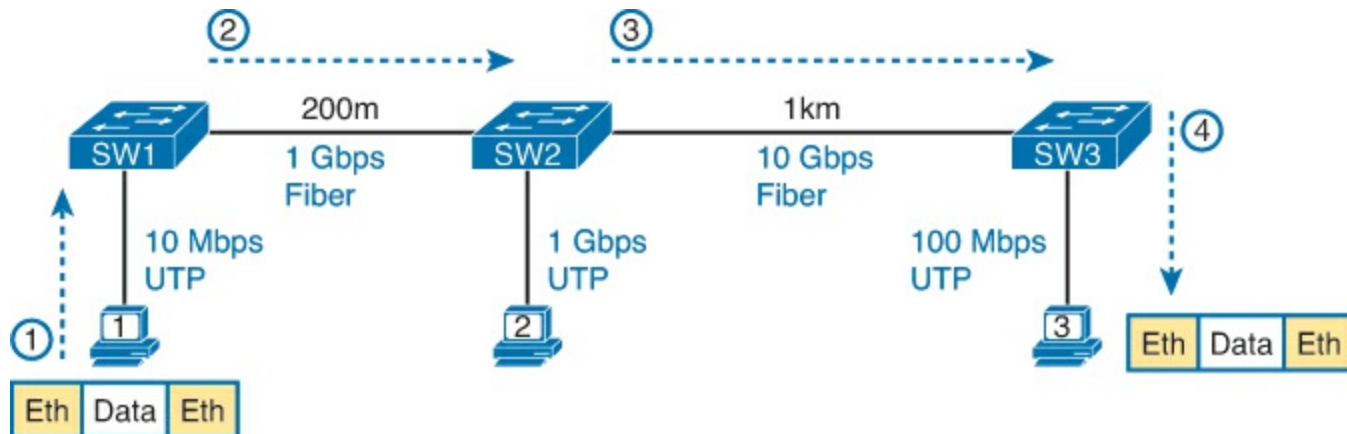 2
3
200m
1km
SW1
SW2
SW3
4
1 Gbps
Fiber
10 Gbps
Fiber
10 Mbps
UTP
1 Gbps
UTP
100 Mbps
UTP
1
1
2
3
Eth Data Eth
Eth Data Eth